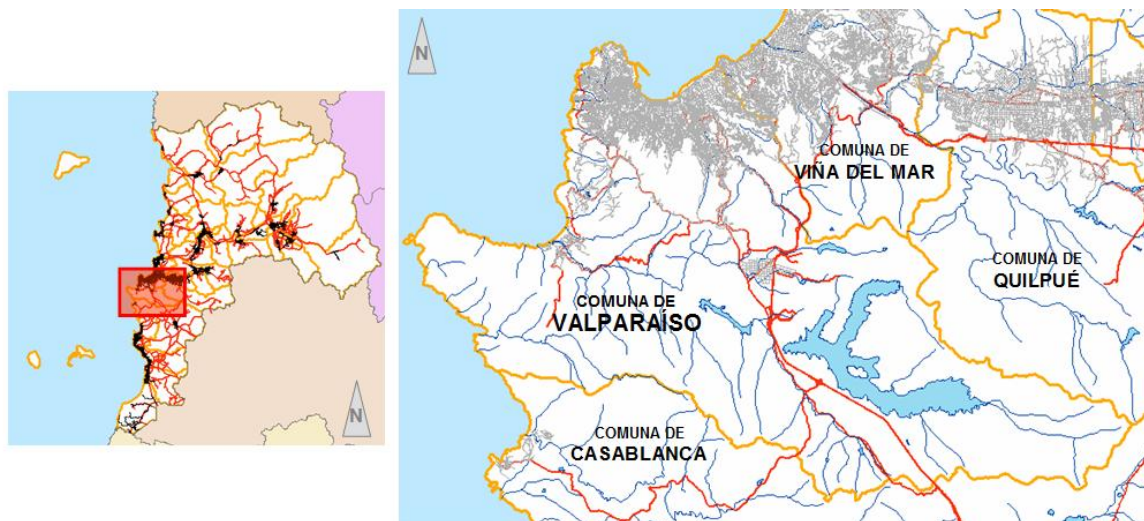 N
N
COMUNA DE
VIÑA DEL MAR
COMUNA DE
QUILPUÉ
COMUNA DE
VALPARAÍSO
COMUNA DE
CASABLANCA